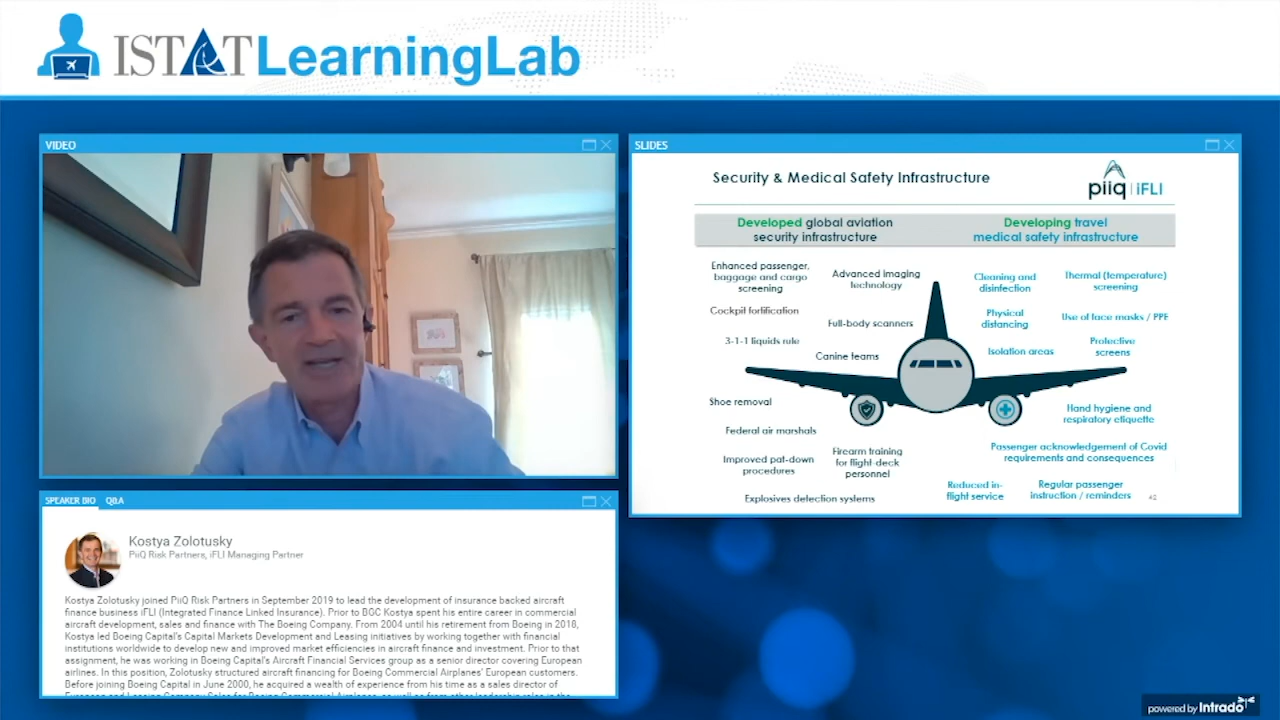 ISTAT LearningLab
VIDEO
SLIDES
Security & Medical Safety Infrastructure
piiq | iFLI
Developed global aviation
security infrastructure
Developing travel
medical safety infrastructure
Enhanced passenger,
baggage and cargo
screening
Advanced imaging
technology
Cockpit fortification
Full-body scanners
3-1-1 liquids rule
Canine teams
Shoe removal
Federal air marshals
Improved pat-down
procedures
Firearm training
for flight-deck
personnel
Explosives detection systems
Cleaning and
disinfection
Thermal (temperature)
screening
Physical
distancing
Use of face masks / PPE
Isolation areas
Protective
screens
Hand hygiene and
respiratory etiquette
Passenger acknowledgement of Covid
requirements and consequences
Reduced in-
flight service
Regular passenger
instruction / reminders
SPEAKER BIO Q&A
Kostya Zolotusky
PiiQ Risk Partners, iFLI Managing Partner
Kostya Zolotusky joined PiiQ Risk Partners in September 2019 to lead the development of insurance backed aircraft
finance business iFLI (Integrated Finance Linked Insurance). Prior to BGC Kostya spent his entire career in commercial
aircraft development, sales and finance with The Boeing Company. From 2004 until his retirement from Boeing in 2018,
Kostya led Boeing Capital's Capital Markets Development and Leasing initiatives by working together with financial
institutions worldwide to develop new and improved market efficiencies in aircraft finance and investment. Prior to that
assignment, he was working in Boeing Capital's Aircraft Financial Services group as a senior director covering European
airlines. In this position, Zolotusky structured aircraft financing for Boeing Commercial Airplanes' European customers.
Before joining Boeing Capital in June 2000, he acquired a wealth of experience from his time as a sales director of
powered by Intrado